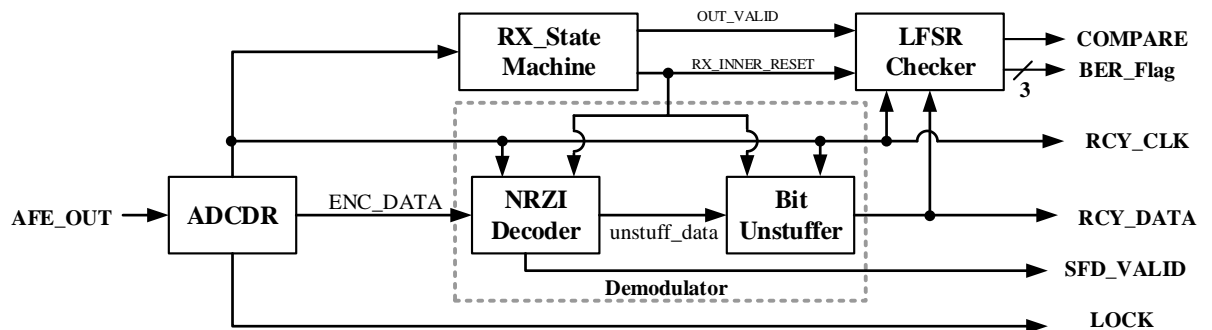 OUT_VALID
RX_State
Machine
LFSR
Checker
COMPARE
RX_INNER_RESET
BER_Flag
3
RCY_CLK
AFE_OUT
ADCDR
ENC_DATA
NRZI
Decoder
unstuff_data
Bit
Unstuffer
RCY_DATA
SFD_VALID
Demodulator
LOCK